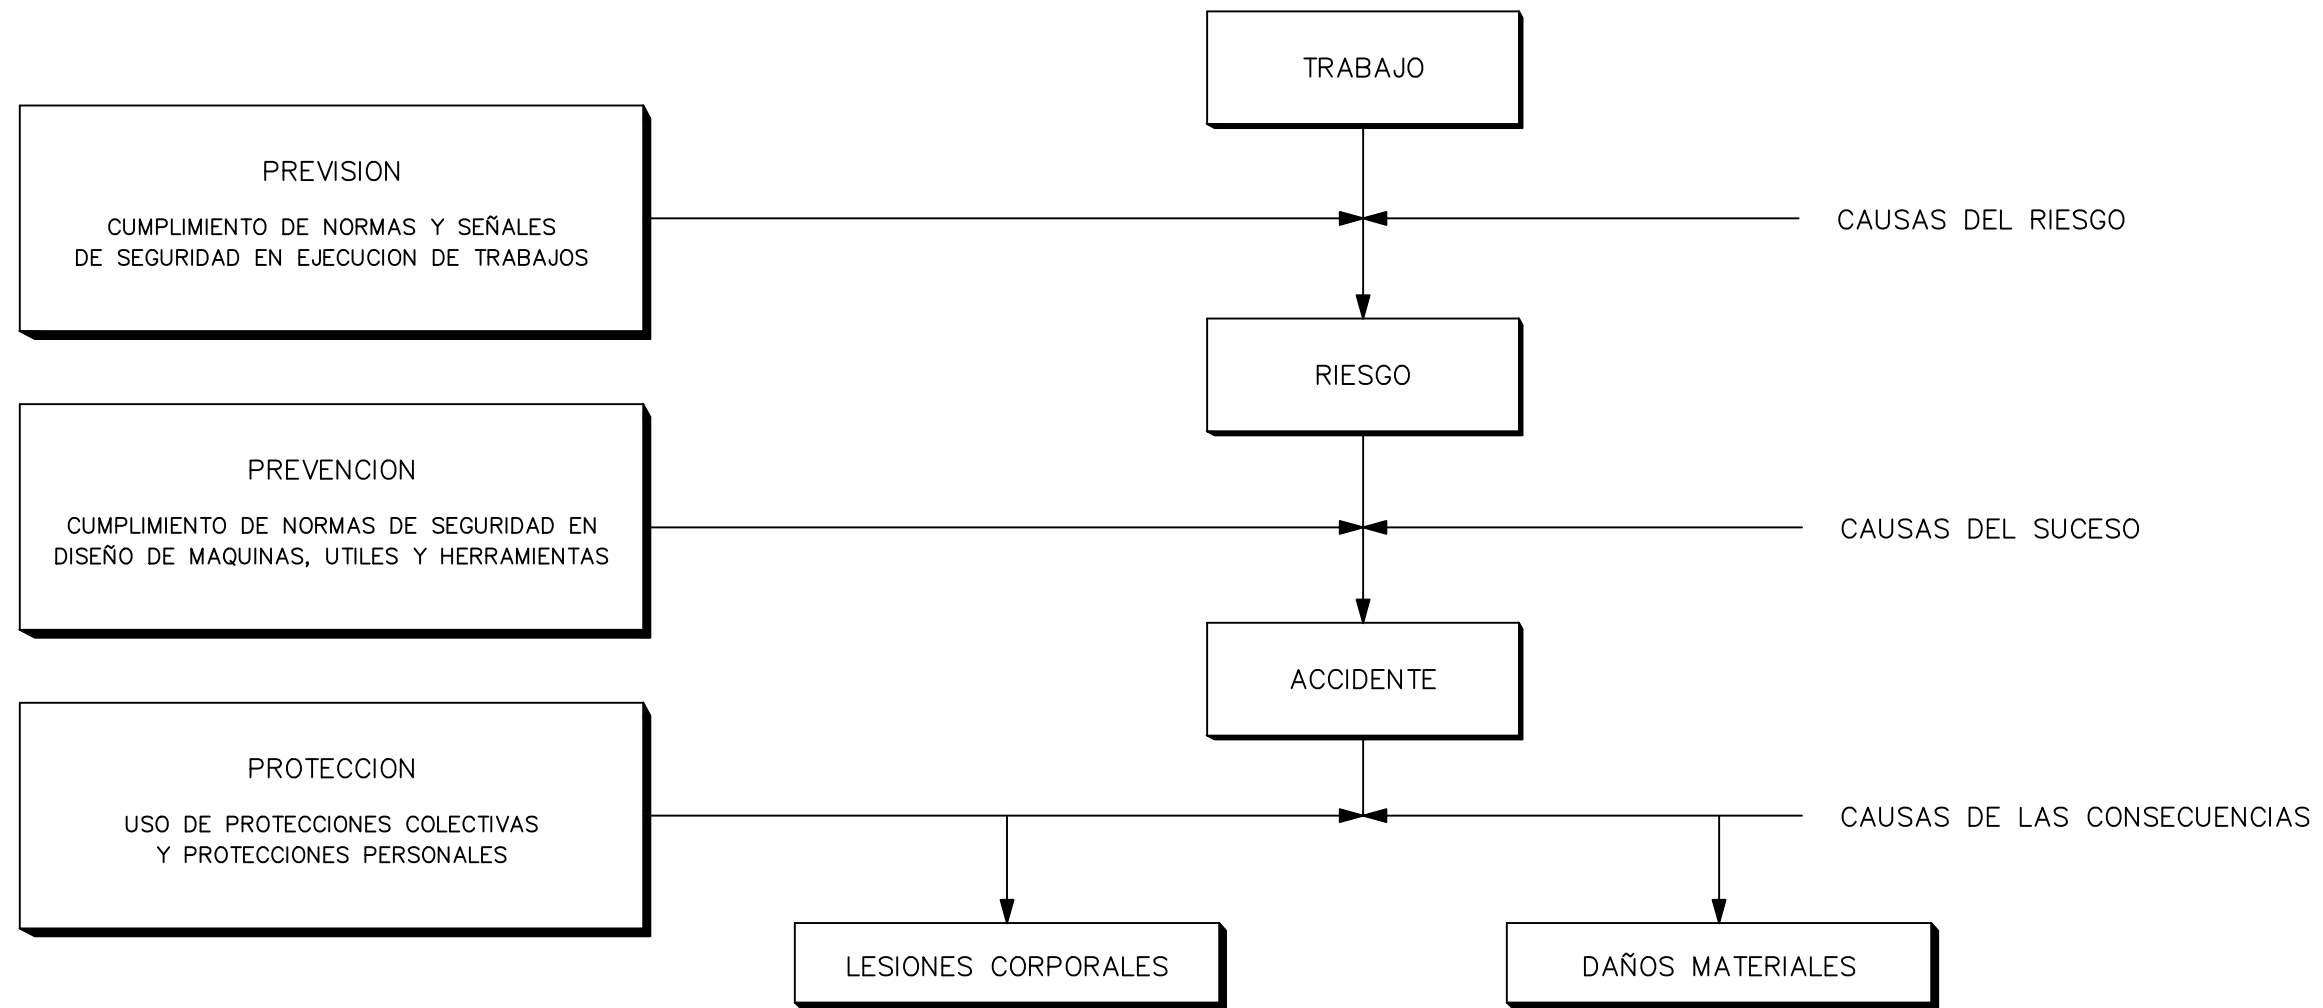 TRABAJO
PREVISION
CUMPLIMIENTO DE NORMAS Y SEÑALES
DE SEGURIDAD EN EJECUCION DE TRABAJOS
CAUSAS DEL RIESGO
RIESGO
PREVENCION
CUMPLIMIENTO DE NORMAS DE SEGURIDAD EN
DISEÑO DE MAQUINAS, UTILES Y HERRAMIENTAS
CAUSAS DEL SUCESO
ACCIDENTE
PROTECCION
USO DE PROTECCIONES COLECTIVAS
Y PROTECCIONES PERSONALES
CAUSAS DE LAS CONSECUENCIAS
LESIONES CORPORALES
DAÑOS MATERIALES